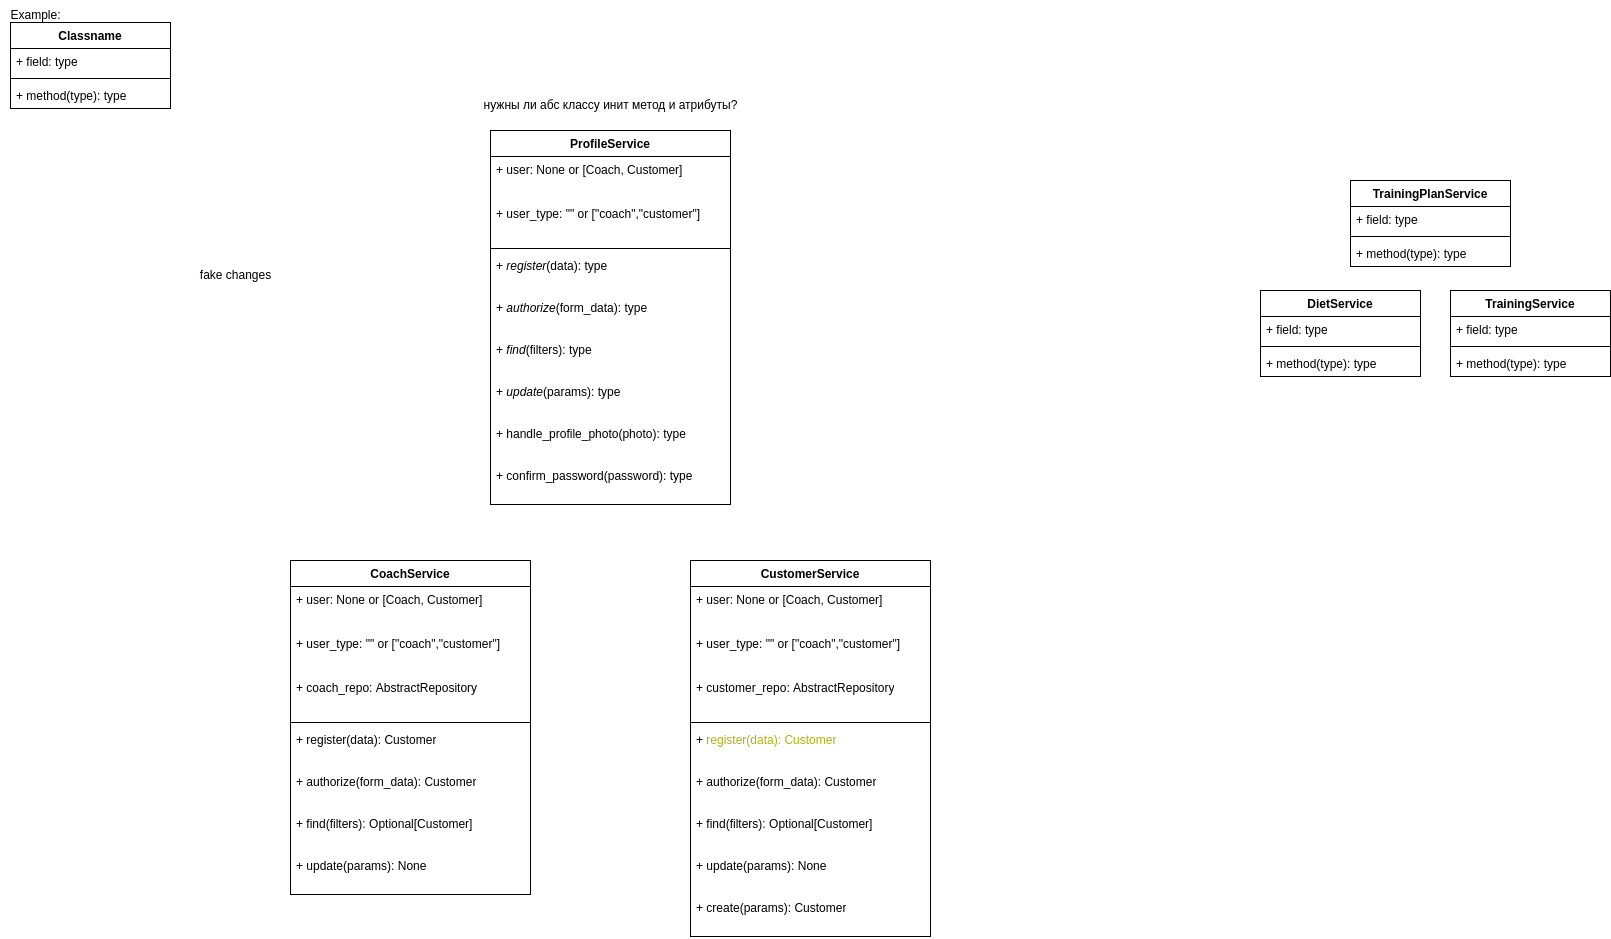 Example:
Classname
+ field: type
+ method(type): type
нужны ли абс классу инит метод и атрибуты?
ProfileService
+ user: None or [Coach, Customer]
+ user_type: "" or ["coach","customer"]
+ register(data): type
+ authorize(form_data): type
+ find(filters): type
+ update(params): type
+ handle_profile_photo(photo): type
+ confirm_password(password): type
fake changes
TrainingPlanService
+ field: type
+ method(type): type
DietService
+ field: type
+ method(type): type
TrainingService
+ field: type
+ method(type): type
CoachService
+ user: None or [Coach, Customer]
+ user_type: "" or ["coach","customer"]
+ coach_repo: AbstractRepository
+ register(data): Customer
+ authorize(form_data): Customer
+ find(filters): Optional[Customer]
+ update(params): None
CustomerService
+ user: None or [Coach, Customer]
+ user_type: "" or ["coach","customer"]
+ customer_repo: AbstractRepository
+ register(data): Customer
+ authorize(form_data): Customer
+ find(filters): Optional[Customer]
+ update(params): None
+ create(params): Customer